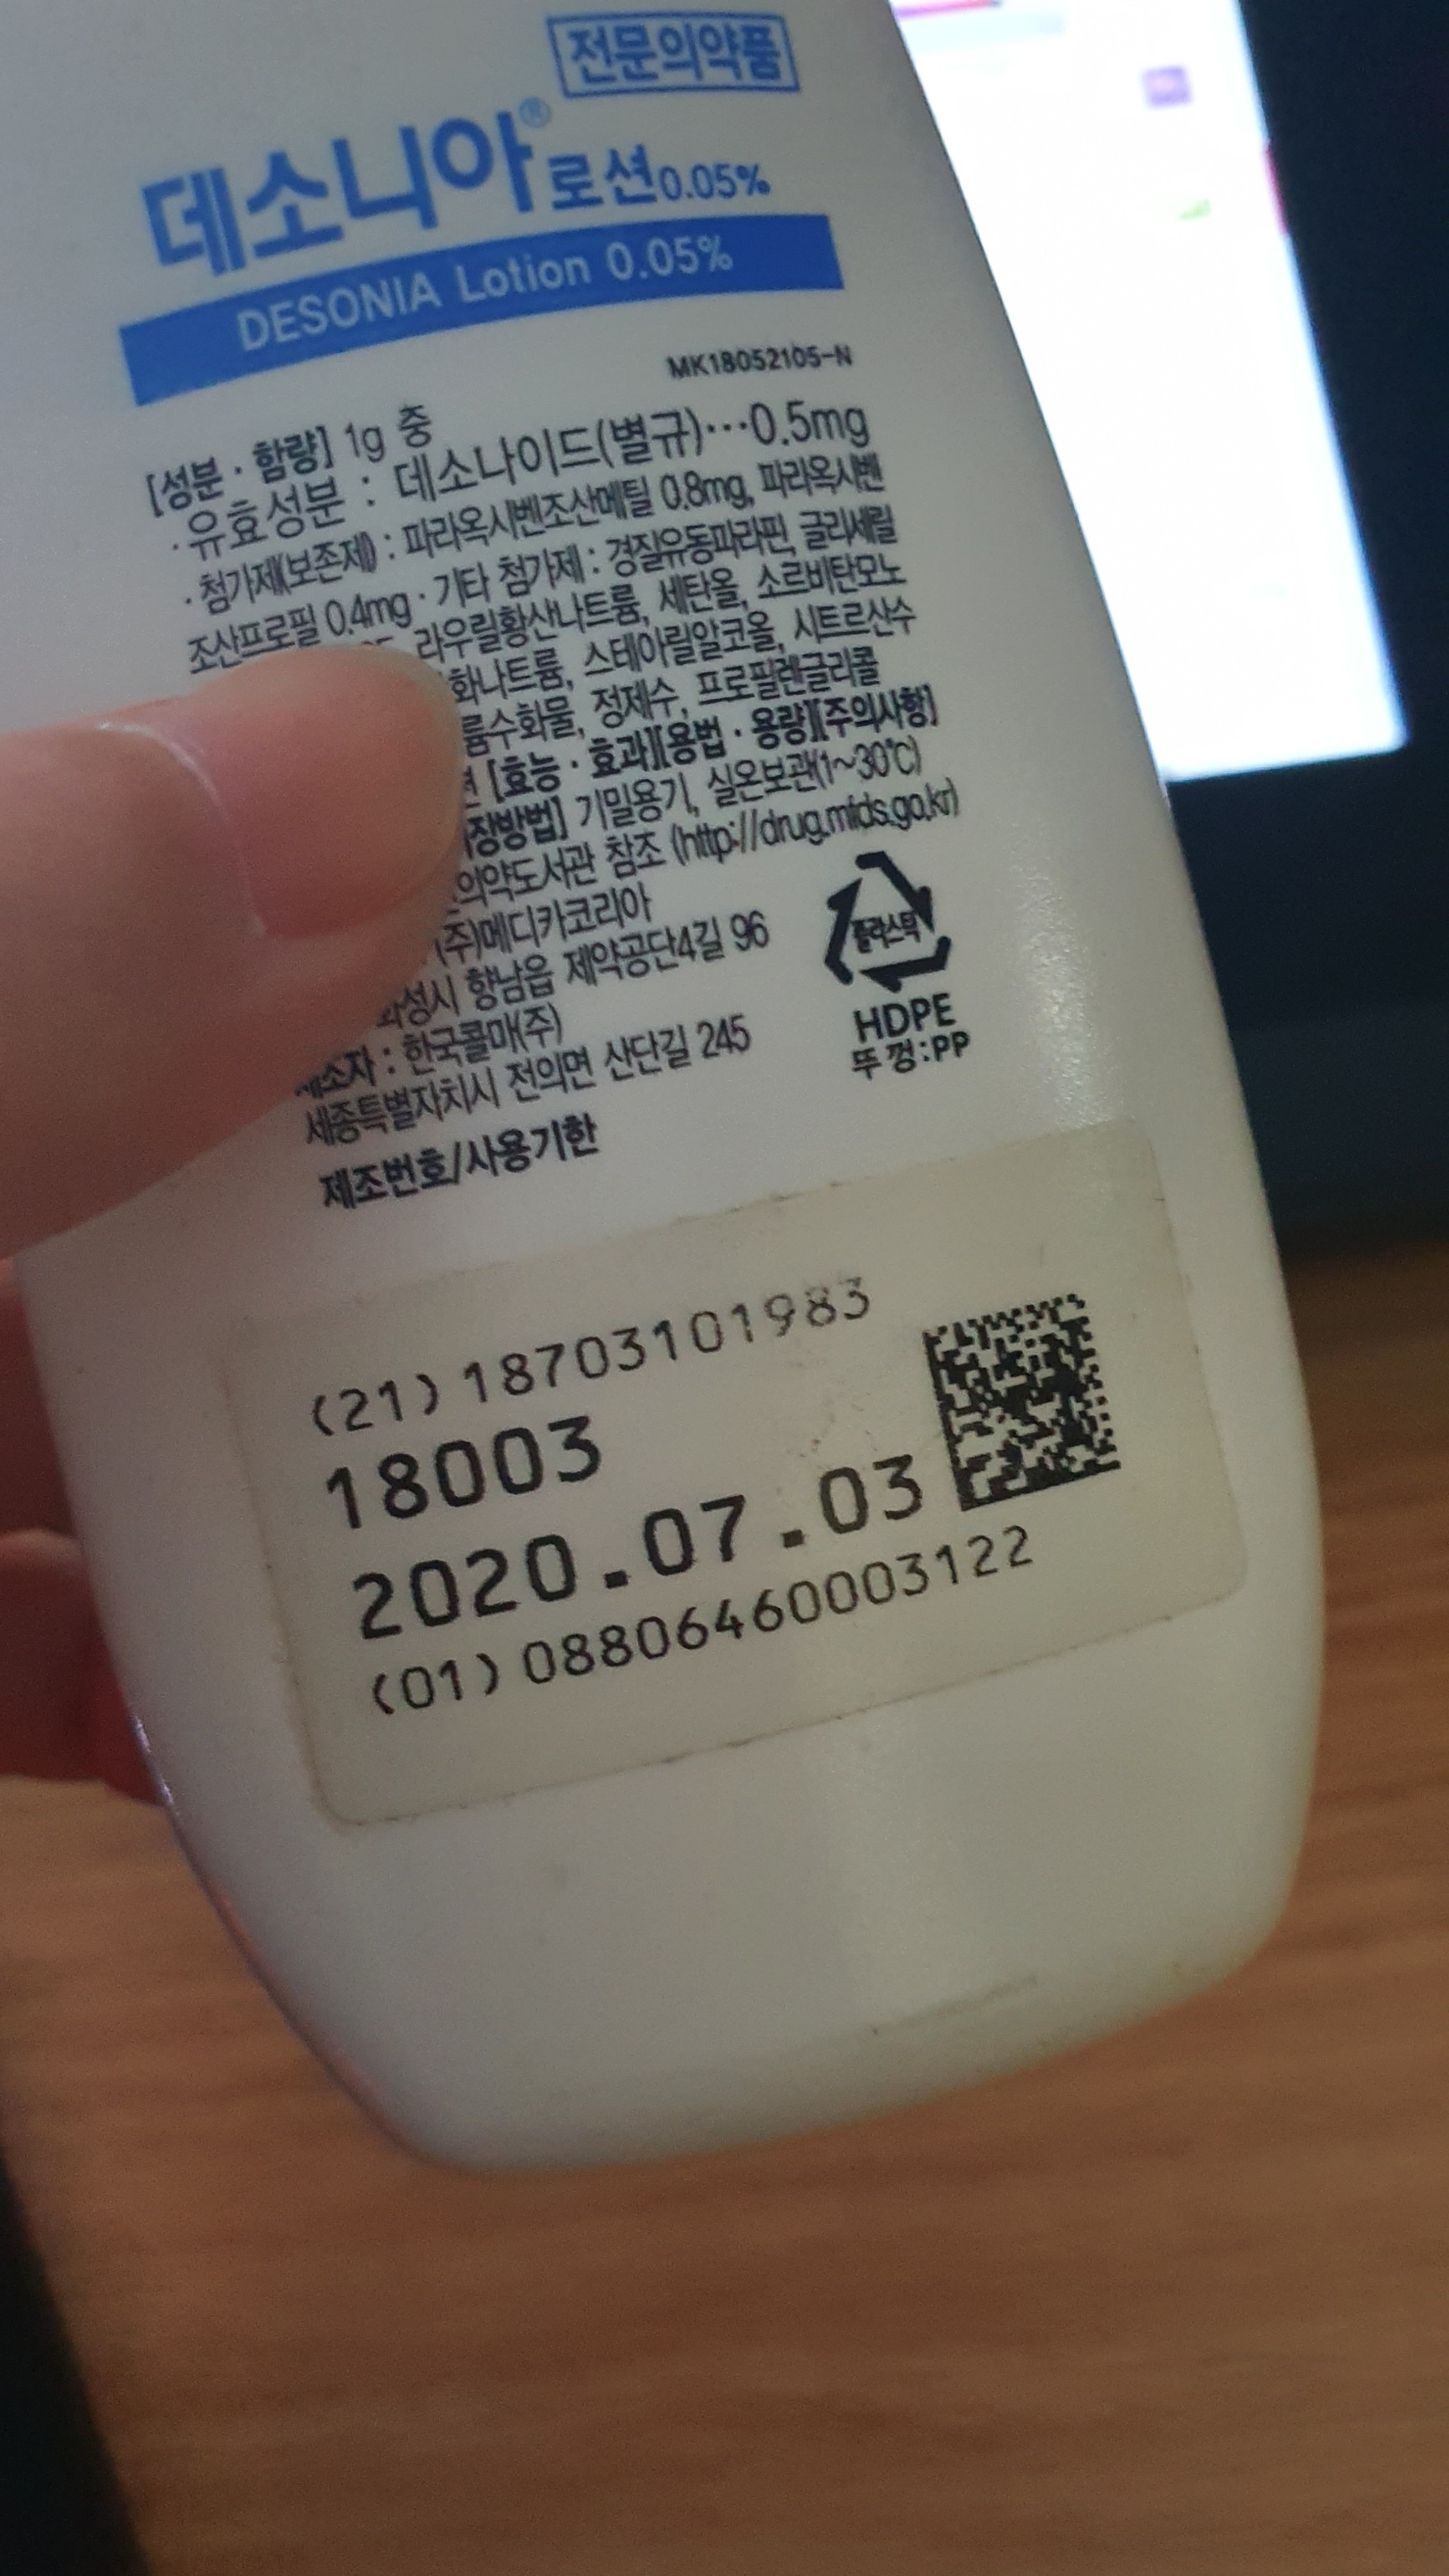 전문의약품
데소니아® 로션0.05%
DESONIA Lotion 0.05%
MK18052105-N
[성분 · 함량] 1g 중
· 유효성분 : 데소나이드(별규)···0.5mg
· 첨가제(보존제) : 파라옥시벤조산메틸 0.8mg, 파라옥시벤
조산프로필 0.4mg · 기타 첨가제 : 경질유동파라핀, 글리세릴
라우릴황산나트륨, 세탄올, 소르비탄모노
화나트륨, 스테아릴알코올, 시트르산수
륨수화물, 정제수, 프로필렌글리콜
[효능 · 효과][용법 · 용량][주의사항]
장방법] 기밀용기, 실온보관(1~30℃)
의약도서관 참조 (http://drug.mfds.go.kr)
(주)메디카코리아
화성시 향남읍 제약공단4길 96
제조자 : 한국콜마(주)
세종특별자치시 전의면 산단길 245
플라스틱
HDPE
뚜껑:PP
제조번호/사용기한
(21) 18703101983
18003
2020.07.03
(01) 08806460003122